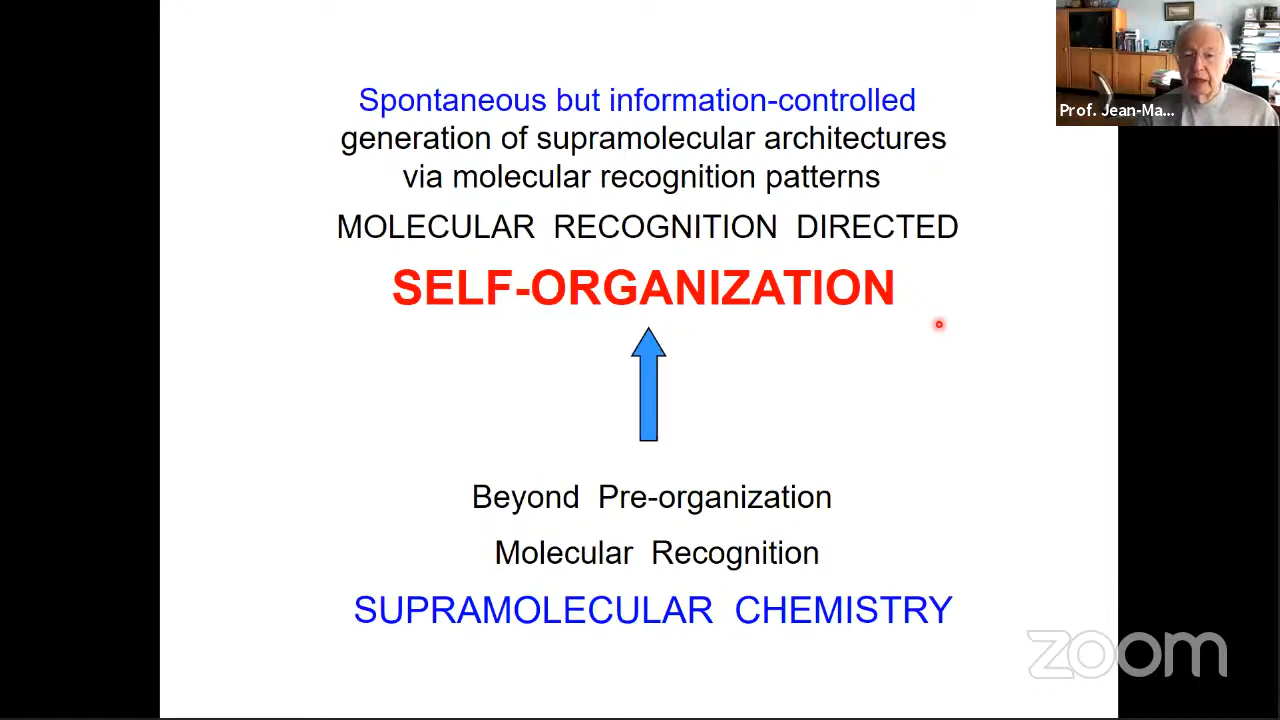 Spontaneous but information-controlled
generation of supramolecular architectures
via molecular recognition patterns
MOLECULAR RECOGNITION DIRECTED
SELF-ORGANIZATION
Beyond Pre-organization
Molecular Recognition
SUPRAMOLECULAR CHEMISTRY
Prof. Jean-Ma...
zoom